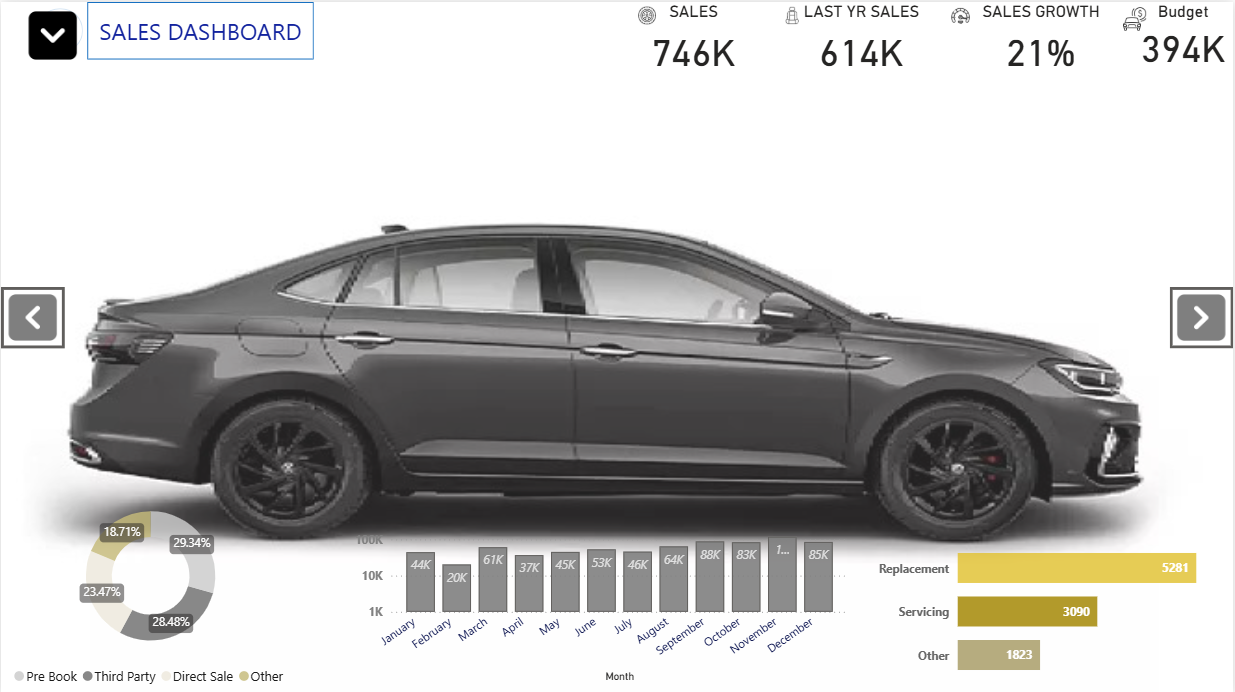 SALES DASHBOARD
SALES
746K
LAST YR SALES
614K
SALES GROWTH
21%
Budget
394K
18.71%
29.34%
23.47%
28.48%
Pre Book Third Party Direct Sale Other
100K
10K
1K
44K 20K 61K 37K 45K 53K 46K 64K 88K 83K 1... 85K
January February March April May June July August September October November December
Month
Replacement 5281
Servicing 3090
Other 1823